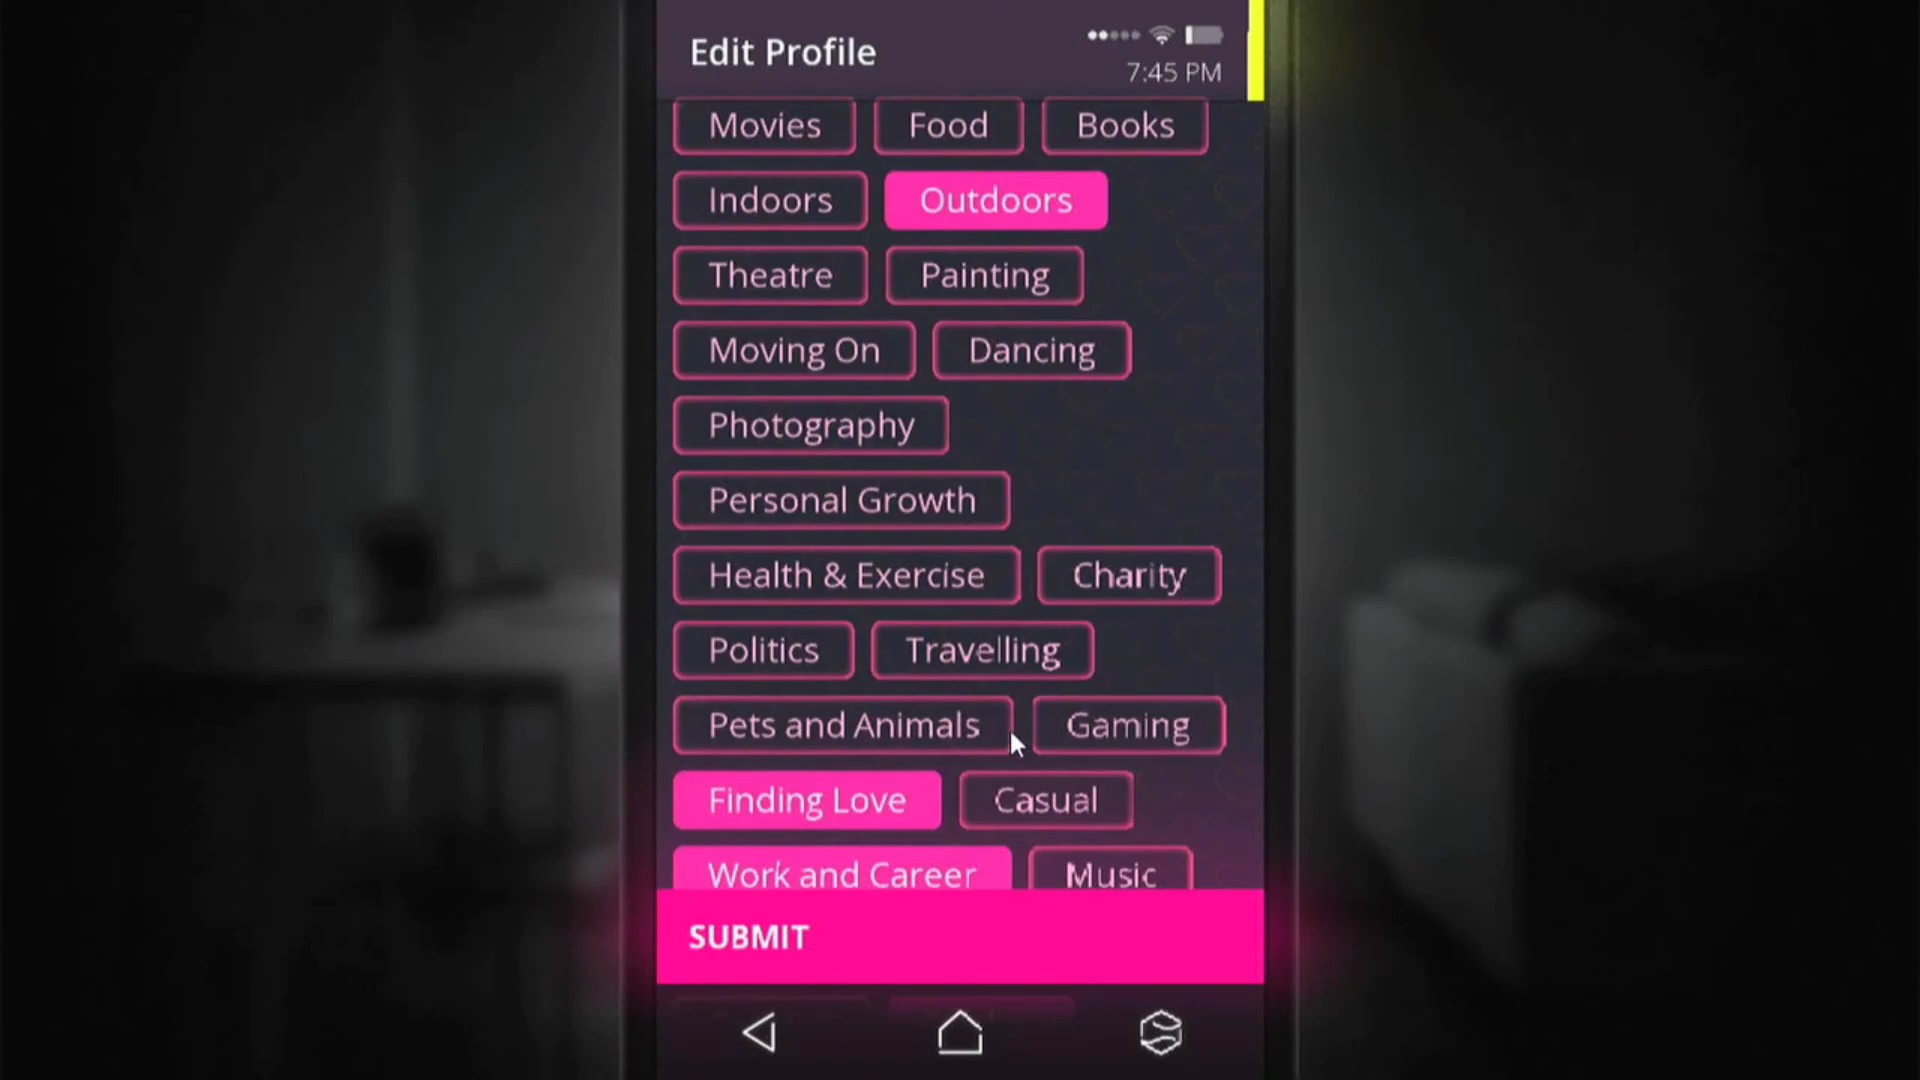 Edit Profile
7:45 PM
Movies Food Books
Indoors Outdoors
Theatre Painting
Moving On Dancing
Photography
Personal Growth
Health & Exercise Charity
Politics Travelling
Pets and Animals Gaming
Finding Love Casual
Work and Career Music
SUBMIT